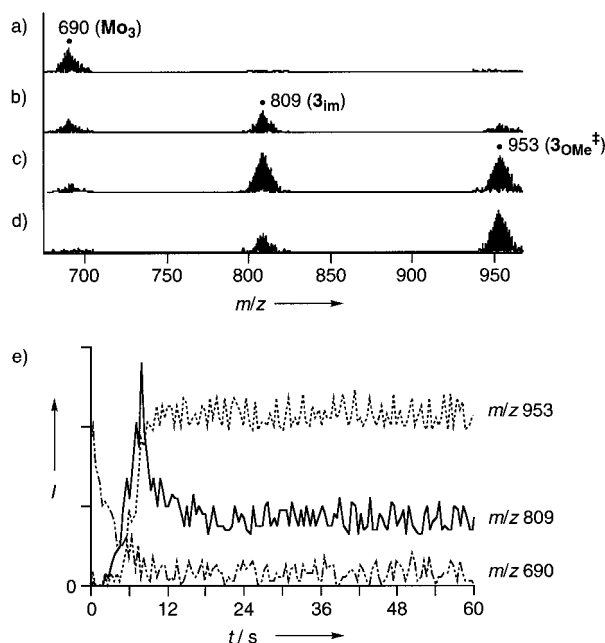 a) 690 (Mo₃)
b) 809 (3im)
c) 953 (3OMe‡)
d)
700 750 800 850 900 950
m/z
e)
I
m/z 953
m/z 809
m/z 690
0
0 12 24 36 48 60
t / s